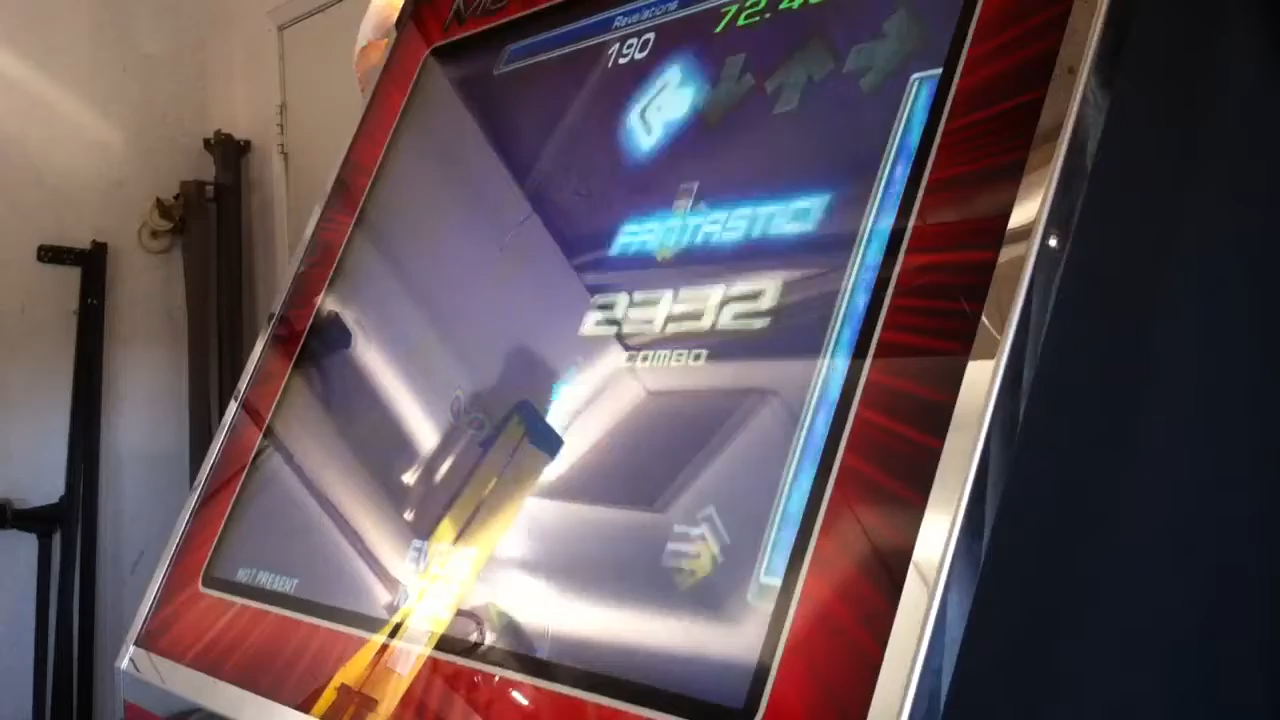 Revelations
190
FANTASTIC!
2332
COMBO
NOT PRESENT